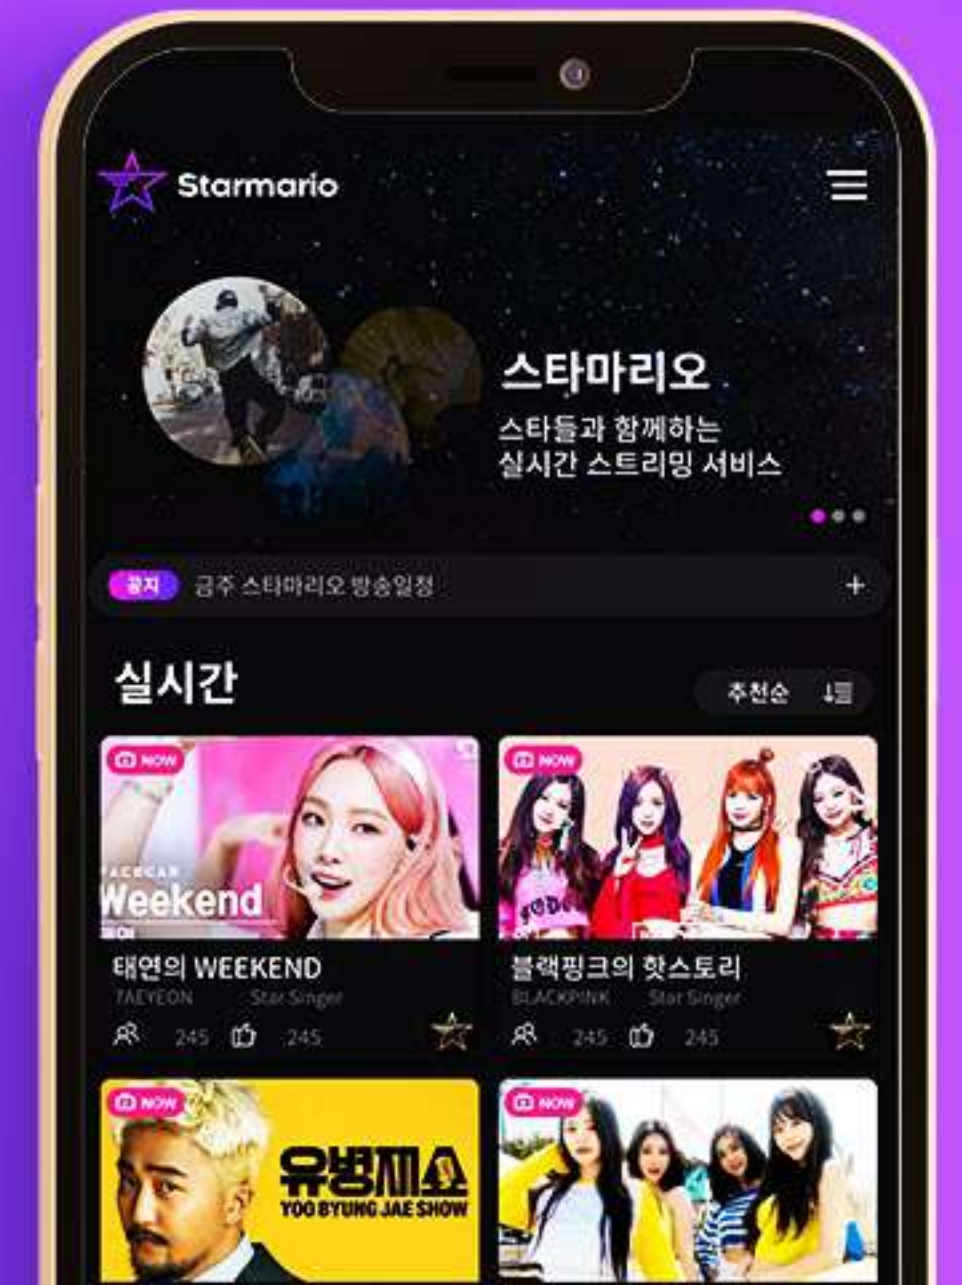 Starmario
스타마리오
스타들과 함께하는
실시간 스트리밍 서비스
공지 금주 스타마리오 방송일정 +
실시간
추천순
NOW
Weekend
태연의 WEEKEND
TAEYEON Star Singer
245 245
NOW
블랙핑크의 핫스토리
BLACKPINK Star Singer
245 245
NOW
유병재쇼
YOO BYUNG JAE SHOW
NOW